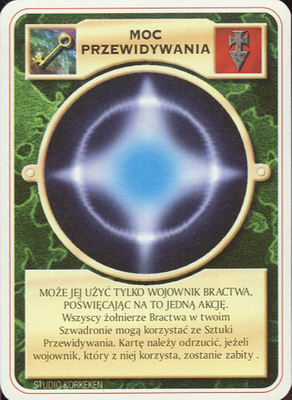 MOC
PRZEWIDYWANIA
MOŻE JEJ UŻYĆ TYLKO WOJOWNIK BRACTWA,
POŚWIĘCAJĄC NA TO JEDNĄ AKCJĘ.
Wszyscy żołnierze Bractwa w twoim
Szwadronie mogą korzystać ze Sztuki
Przewidywania. Kartę należy odrzucić, jeżeli
wojownik, który z niej korzysta, zostanie zabity .
STUDIO KORKEKEN